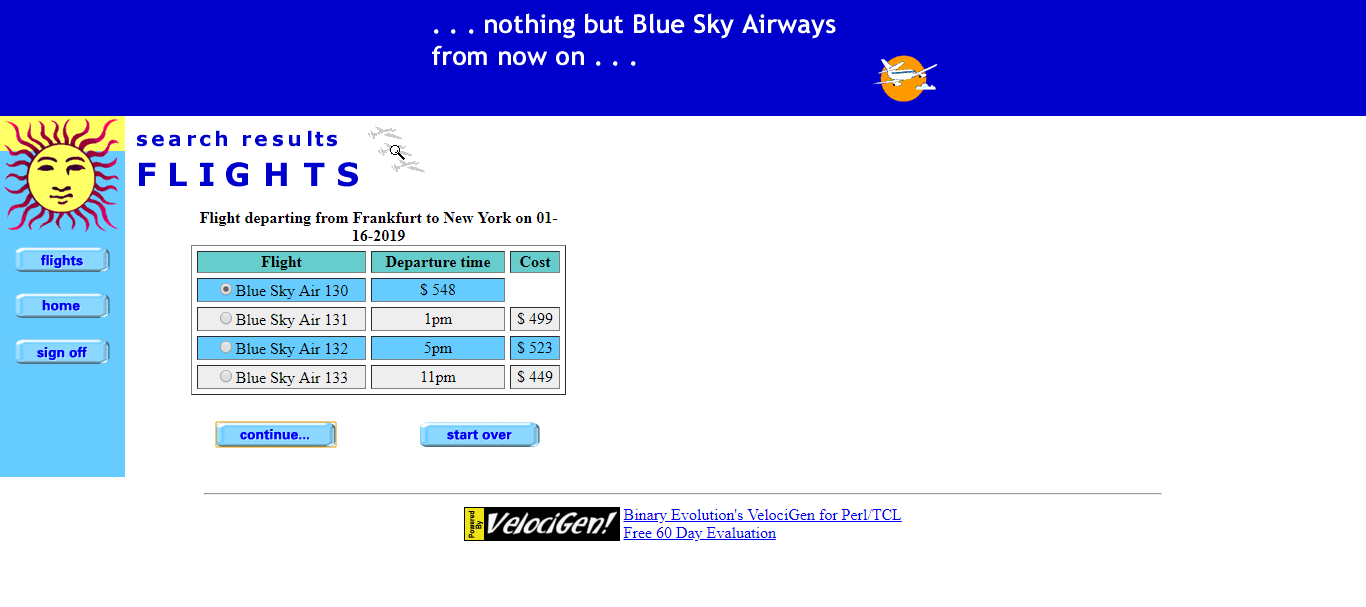 . . . nothing but Blue Sky Airways
from now on . . .
search results
FLIGHTS
flights
home
sign off
Flight departing from Frankfurt to New York on 01-
16-2019
Flight Departure time Cost
Blue Sky Air 130 $ 548
Blue Sky Air 131 1pm $ 499
Blue Sky Air 132 5pm $ 523
Blue Sky Air 133 11pm $ 449
continue... start over
Powered
By
VelociGen!
Binary Evolution's VelociGen for Perl/TCL
Free 60 Day Evaluation